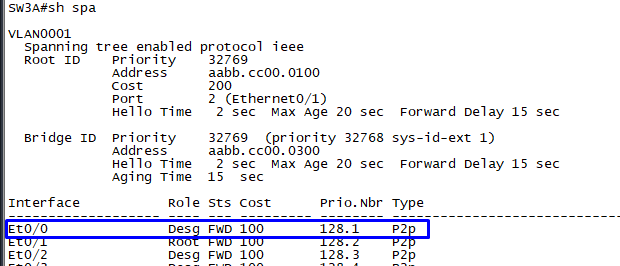 SW3A#sh spa
VLAN0001
Spanning tree enabled protocol ieee
Root ID Priority 32769
Address aabb.cc00.0100
Cost 200
Port 2 (Ethernet0/1)
Hello Time 2 sec Max Age 20 sec Forward Delay 15 sec
Bridge ID Priority 32769 (priority 32768 sys-id-ext 1)
Address aabb.cc00.0300
Hello Time 2 sec Max Age 20 sec Forward Delay 15 sec
Aging Time 15 sec
Interface Role Sts Cost Prio.Nbr Type
------------------- ---- --- --------- -------- --------------------------------
Et0/0 Desg FWD 100 128.1 P2p
Et0/1 Root FWD 100 128.2 P2p
Et0/2 Desg FWD 100 128.3 P2p